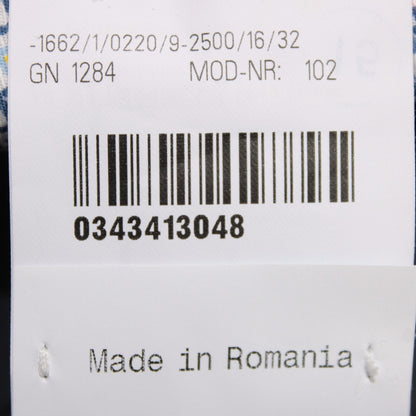 -1662/1/0220/9-2500/16/32
GN 1284 MOD-NR: 102
0343413048
Made in Romania